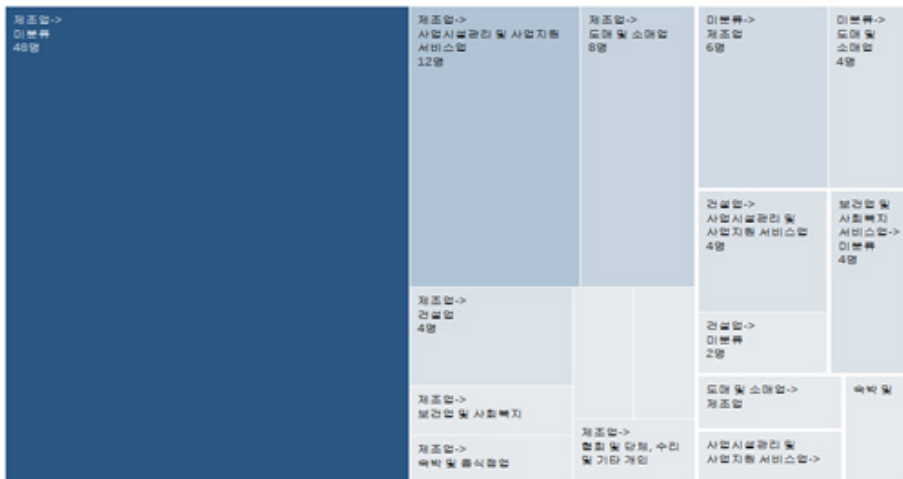 제조업->
미분류
48명
제조업->
사업시설관리 및 사업지원
서비스업
12명
제조업->
도매 및 소매업
8명
미분류->
제조업
6명
미분류->
도매 및
소매업
4명
건설업->
사업시설관리 및
사업지원 서비스업
4명
보건업 및
사회복지
서비스업->
미분류
4명
제조업->
건설업
4명
건설업->
미분류
2명
제조업->
보건업 및 사회복지
제조업->
숙박 및 음식점업
제조업->
협회 및 단체, 수리
및 기타 개인
도매 및 소매업->
제조업
숙박 및
사업시설관리 및
사업지원 서비스업->